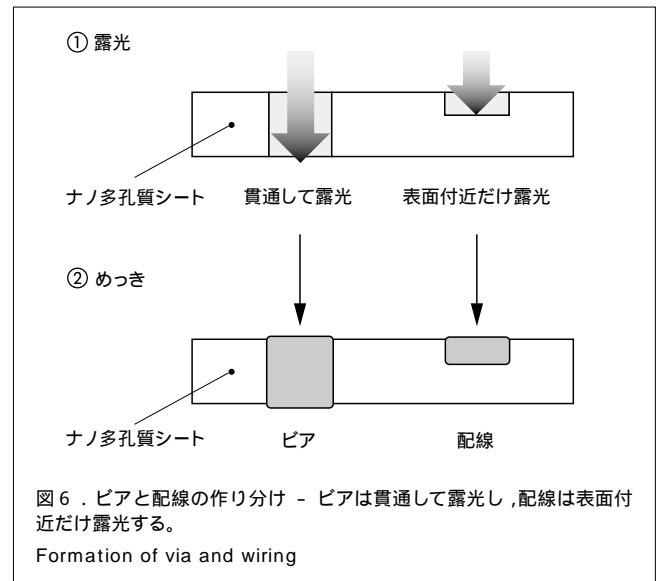 ① 露光
ナノ多孔質シート
貫通して露光
表面付近だけ露光
② めっき
ナノ多孔質シート
ビア
配線
図6．ビアと配線の作り分け － ビアは貫通して露光し，配線は表面付
近だけ露光する。
Formation of via and wiring